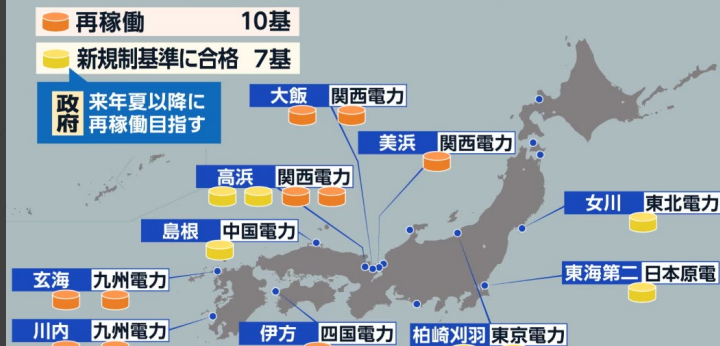 再稼働 10基
新規制基準に合格 7基
政府
来年夏以降に
再稼働目指す
大飯 関西電力
美浜 関西電力
高浜 関西電力
女川 東北電力
島根 中国電力
東海第二 日本原電
玄海 九州電力
川内 九州電力
伊方 四国電力
柏崎刈羽 東京電力